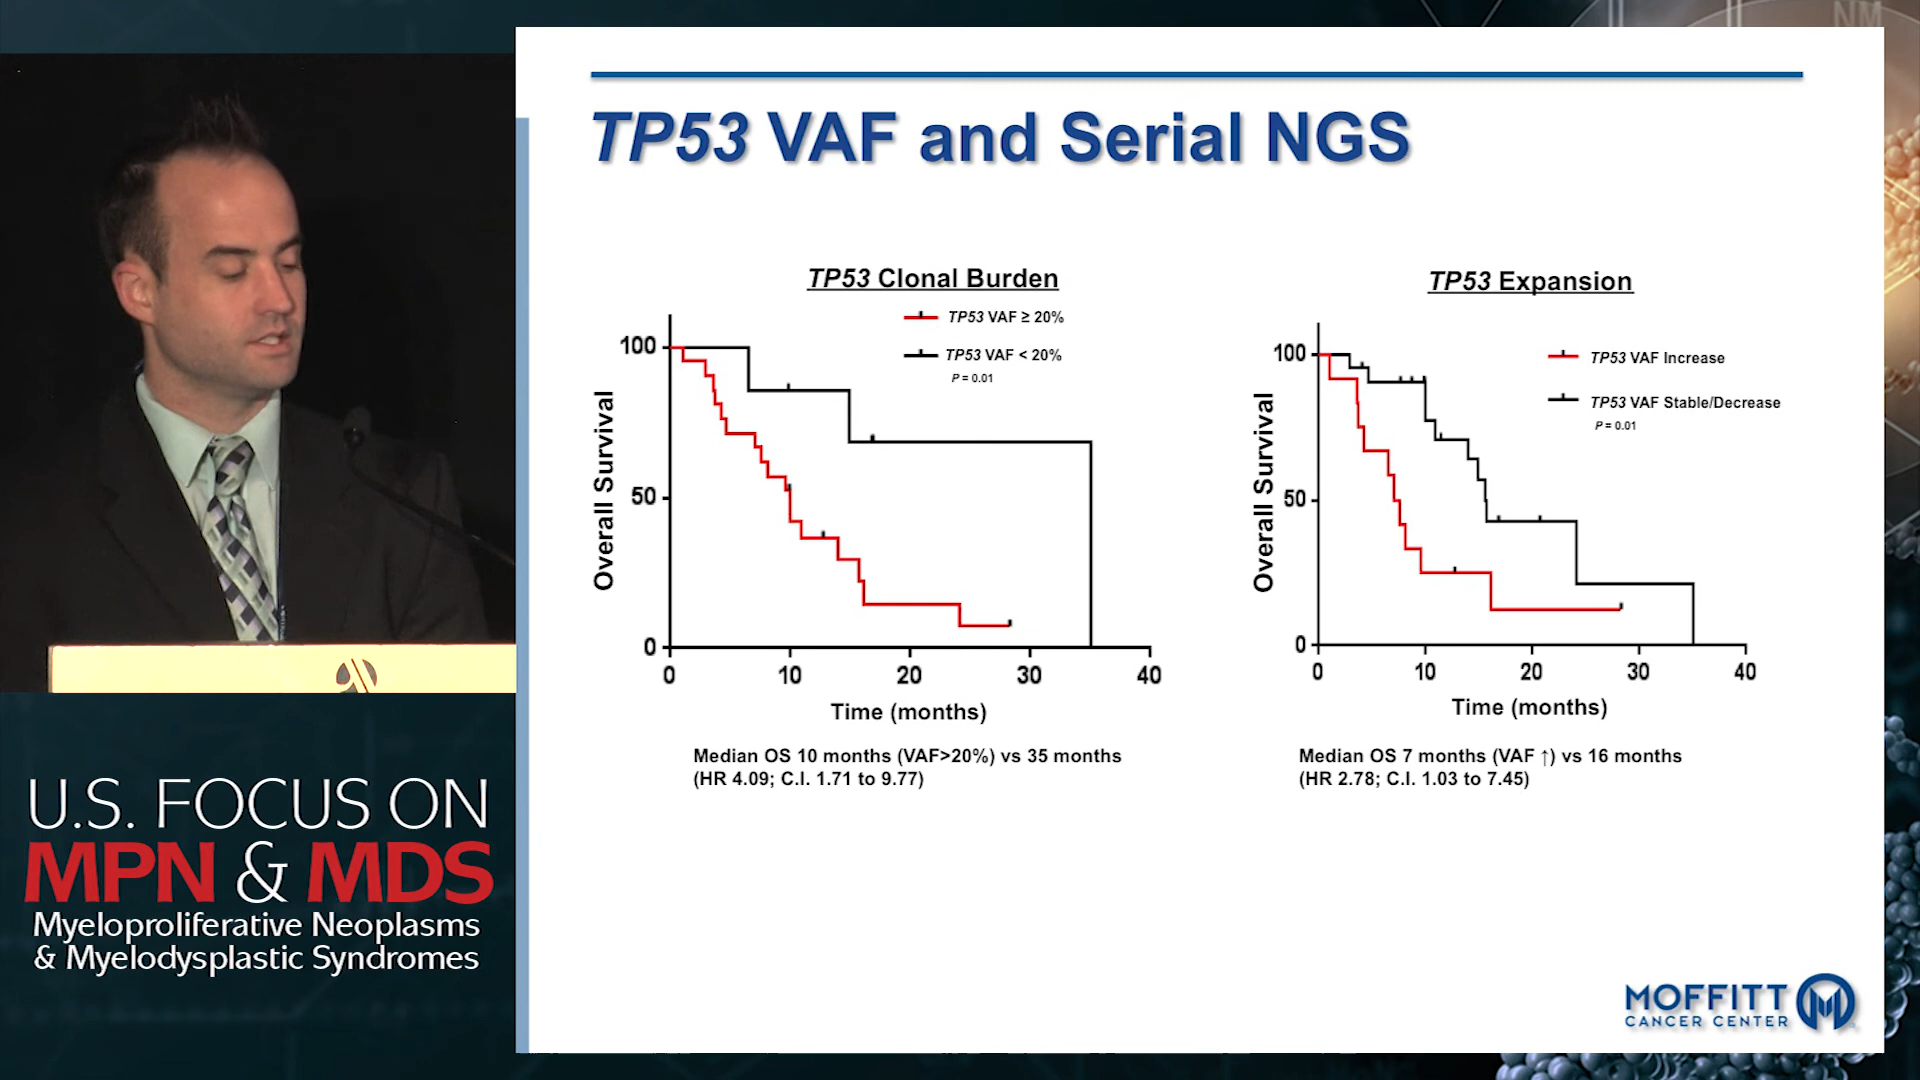 NM
TP53 VAF and Serial NGS
TP53 Clonal Burden
TP53 VAF ≥ 20%
TP53 VAF < 20%
P = 0.01
Overall Survival
100
50
0
0 10 20 30 40
Time (months)
Median OS 10 months (VAF>20%) vs 35 months
(HR 4.09; C.I. 1.71 to 9.77)
TP53 Expansion
TP53 VAF Increase
TP53 VAF Stable/Decrease
P = 0.01
Overall Survival
100
50
0
0 10 20 30 40
Time (months)
Median OS 7 months (VAF ↑) vs 16 months
(HR 2.78; C.I. 1.03 to 7.45)
U.S. FOCUS ON
MPN & MDS
Myeloproliferative Neoplasms
& Myelodysplastic Syndromes
MOFFITT
CANCER CENTER